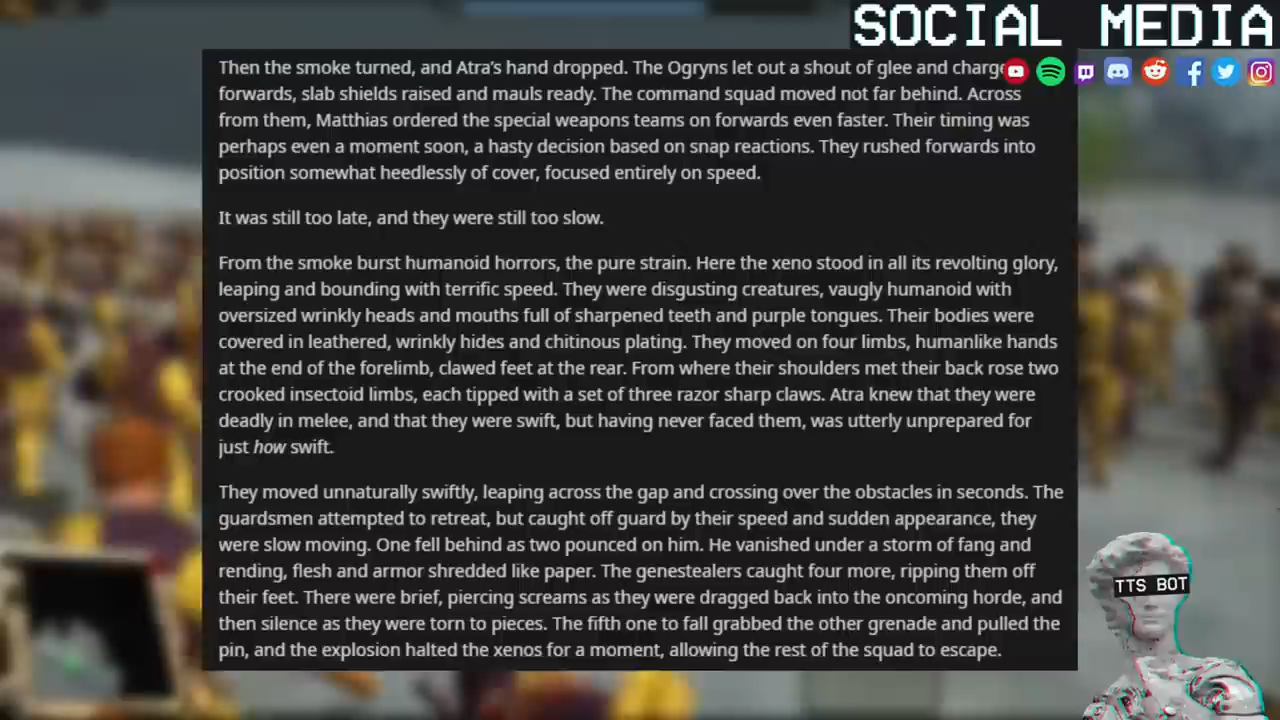 SOCIAL MEDIA
Then the smoke turned, and Atra's hand dropped. The Ogryns let out a shout of glee and charge
forwards, slab shields raised and mauls ready. The command squad moved not far behind. Across
from them, Matthias ordered the special weapons teams on forwards even faster. Their timing was
perhaps even a moment soon, a hasty decision based on snap reactions. They rushed forwards into
position somewhat heedlessly of cover, focused entirely on speed.
It was still too late, and they were still too slow.
From the smoke burst humanoid horrors, the pure strain. Here the xeno stood in all its revolting glory,
leaping and bounding with terrific speed. They were disgusting creatures, vaugly humanoid with
oversized wrinkly heads and mouths full of sharpened teeth and purple tongues. Their bodies were
covered in leathered, wrinkly hides and chitinous plating. They moved on four limbs, humanlike hands
at the end of the forelimb, clawed feet at the rear. From where their shoulders met their back rose two
crooked insectoid limbs, each tipped with a set of three razor sharp claws. Atra knew that they were
deadly in melee, and that they were swift, but having never faced them, was utterly unprepared for
just how swift.
They moved unnaturally swiftly, leaping across the gap and crossing over the obstacles in seconds. The
guardsmen attempted to retreat, but caught off guard by their speed and sudden appearance, they
were slow moving. One fell behind as two pounced on him. He vanished under a storm of fang and
rending, flesh and armor shredded like paper. The genestealers caught four more, ripping them off
their feet. There were brief, piercing screams as they were dragged back into the oncoming horde, and
then silence as they were torn to pieces. The fifth one to fall grabbed the other grenade and pulled the
pin, and the explosion halted the xenos for a moment, allowing the rest of the squad to escape.
TTS BOT